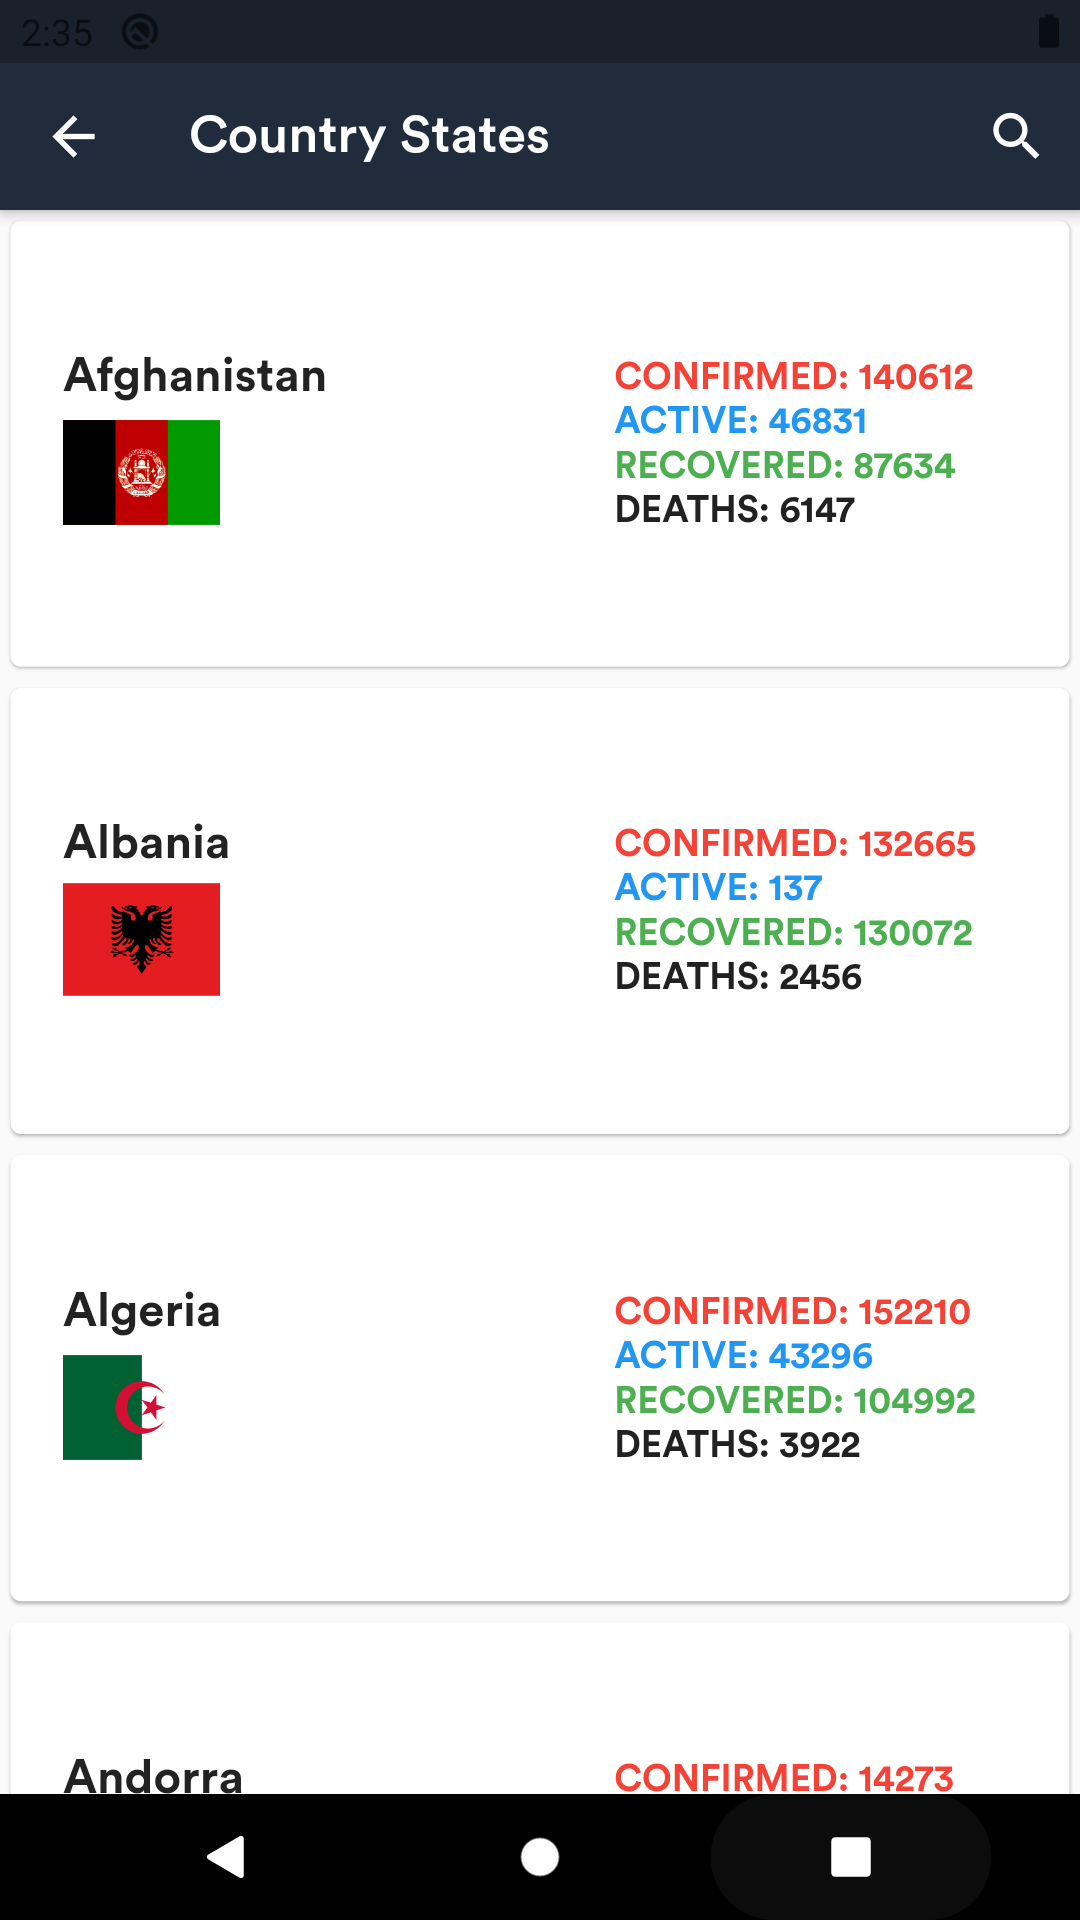 2:35
Country States
Afghanistan
CONFIRMED: 140612
ACTIVE: 46831
RECOVERED: 87634
DEATHS: 6147
Albania
CONFIRMED: 132665
ACTIVE: 137
RECOVERED: 130072
DEATHS: 2456
Algeria
CONFIRMED: 152210
ACTIVE: 43296
RECOVERED: 104992
DEATHS: 3922
Andorra
CONFIRMED: 14273